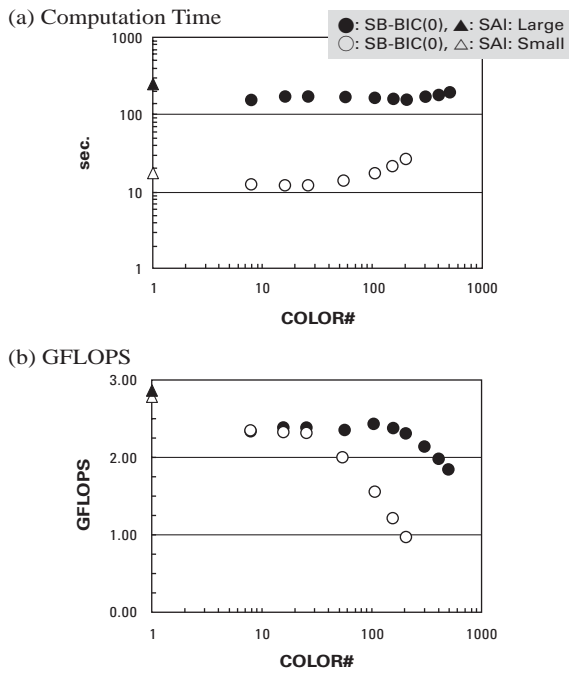 (a) Computation Time
●: SB-BIC(0), ▲: SAI: Large
○: SB-BIC(0), △: SAI: Small
1000
100
10
1
sec.
1 10 100 1000
COLOR#
(b) GFLOPS
3.00
2.00
1.00
0.00
GFLOPS
1 10 100 1000
COLOR#